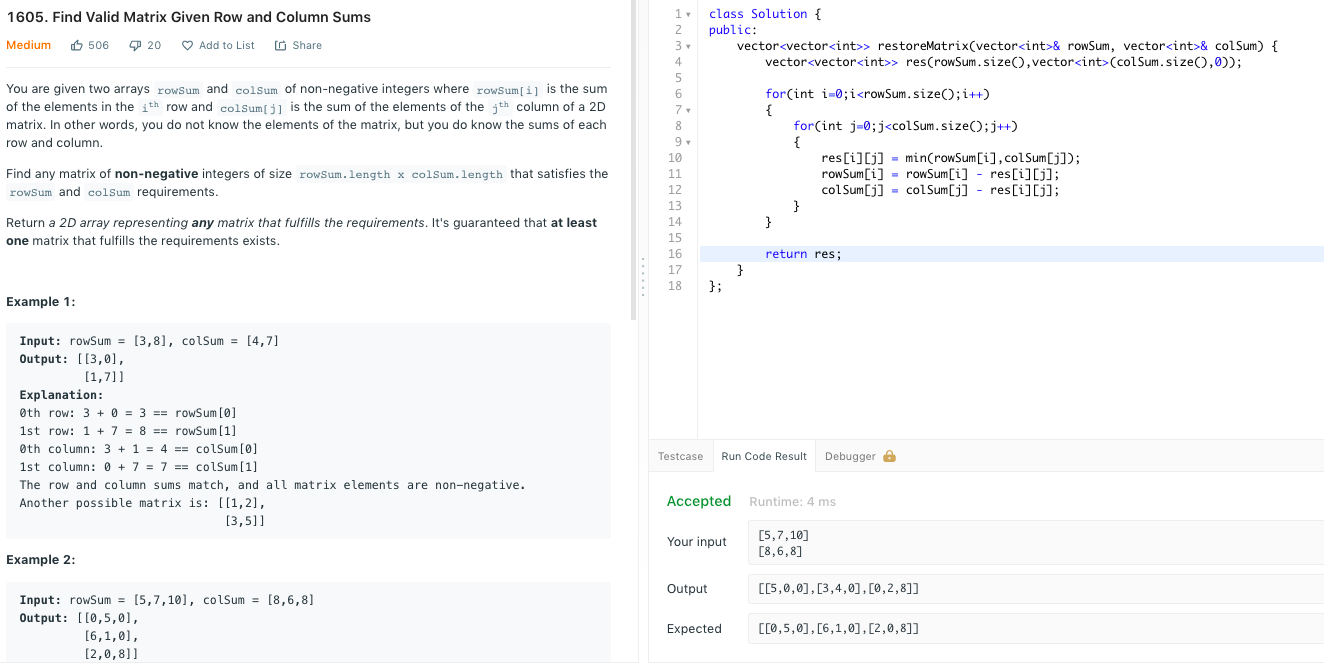 1605. Find Valid Matrix Given Row and Column Sums
Medium 506 20 Add to List Share
You are given two arrays rowSum and colSum of non-negative integers where rowSum[i] is the sum
of the elements in the ith row and colSum[j] is the sum of the elements of the jth column of a 2D
matrix. In other words, you do not know the elements of the matrix, but you do know the sums of each
row and column.
Find any matrix of non-negative integers of size rowSum.length x colSum.length that satisfies the
rowSum and colSum requirements.
Return a 2D array representing any matrix that fulfills the requirements. It's guaranteed that at least
one matrix that fulfills the requirements exists.
Example 1:
Input: rowSum = [3,8], colSum = [4,7]
Output: [[3,0],
[1,7]]
Explanation:
0th row: 3 + 0 = 3 == rowSum[0]
1st row: 1 + 7 = 8 == rowSum[1]
0th column: 3 + 1 = 4 == colSum[0]
1st column: 0 + 7 = 7 == colSum[1]
The row and column sums match, and all matrix elements are non-negative.
Another possible matrix is: [[1,2],
[3,5]]
Example 2:
Input: rowSum = [5,7,10], colSum = [8,6,8]
Output: [[0,5,0],
[6,1,0],
[2,0,8]]
1 class Solution {
2 public:
3 vector<vector<int>> restoreMatrix(vector<int>& rowSum, vector<int>& colSum) {
4 vector<vector<int>> res(rowSum.size(),vector<int>(colSum.size(),0));
5
6 for(int i=0;i<rowSum.size();i++)
7 {
8 for(int j=0;j<colSum.size();j++)
9 {
10 res[i][j] = min(rowSum[i],colSum[j]);
11 rowSum[i] = rowSum[i] - res[i][j];
12 colSum[j] = colSum[j] - res[i][j];
13 }
14 }
15
16 return res;
17 }
18 };
Testcase Run Code Result Debugger
Accepted Runtime: 4 ms
Your input
[5,7,10]
[8,6,8]
Output [[5,0,0],[3,4,0],[0,2,8]]
Expected [[0,5,0],[6,1,0],[2,0,8]]